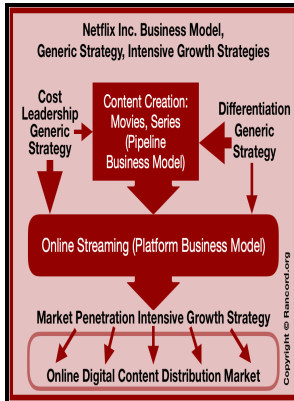 Netflix Inc. Business Model,
Generic Strategy, Intensive Growth Strategies
Cost
Leadership
Generic
Strategy
Content Creation:
Movies, Series
(Pipeline
Business Model)
Differentiation
Generic
Strategy
Online Streaming (Platform Business Model)
Market Penetration Intensive Growth Strategy
Online Digital Content Distribution Market
Copyright © Rancord.org